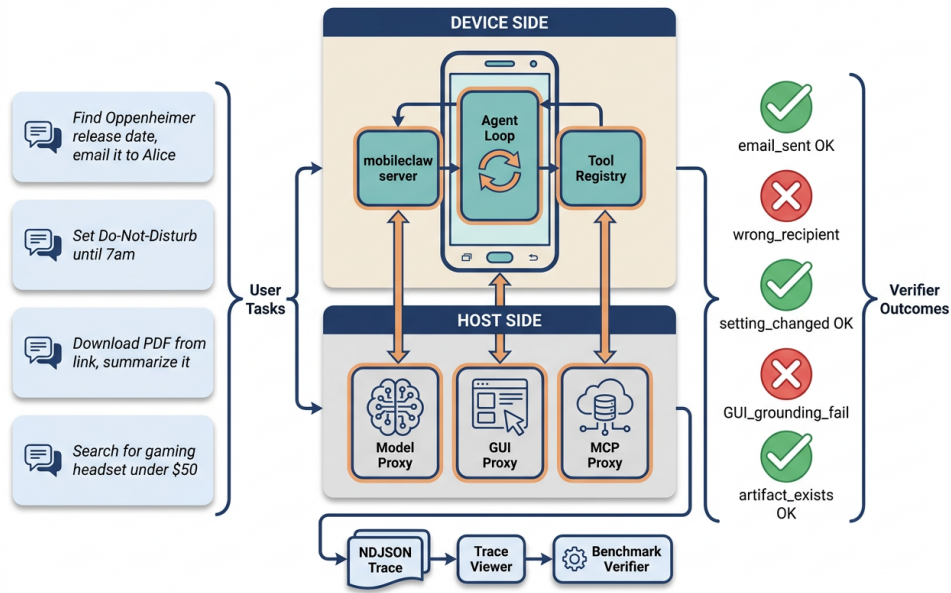 DEVICE SIDE
Find Oppenheimer
release date,
email it to Alice
Set Do-Not-Disturb
until 7am
Download PDF from
link, summarize it
Search for gaming
headset under $50
User
Tasks
mobileclaw
server
Agent
Loop
Tool
Registry
HOST SIDE
Model
Proxy
GUI
Proxy
MCP
Proxy
NDJSON
Trace
Trace
Viewer
Benchmark
Verifier
email_sent OK
wrong_recipient
setting_changed OK
GUI_grounding_fail
artifact_exists
OK
Verifier
Outcomes